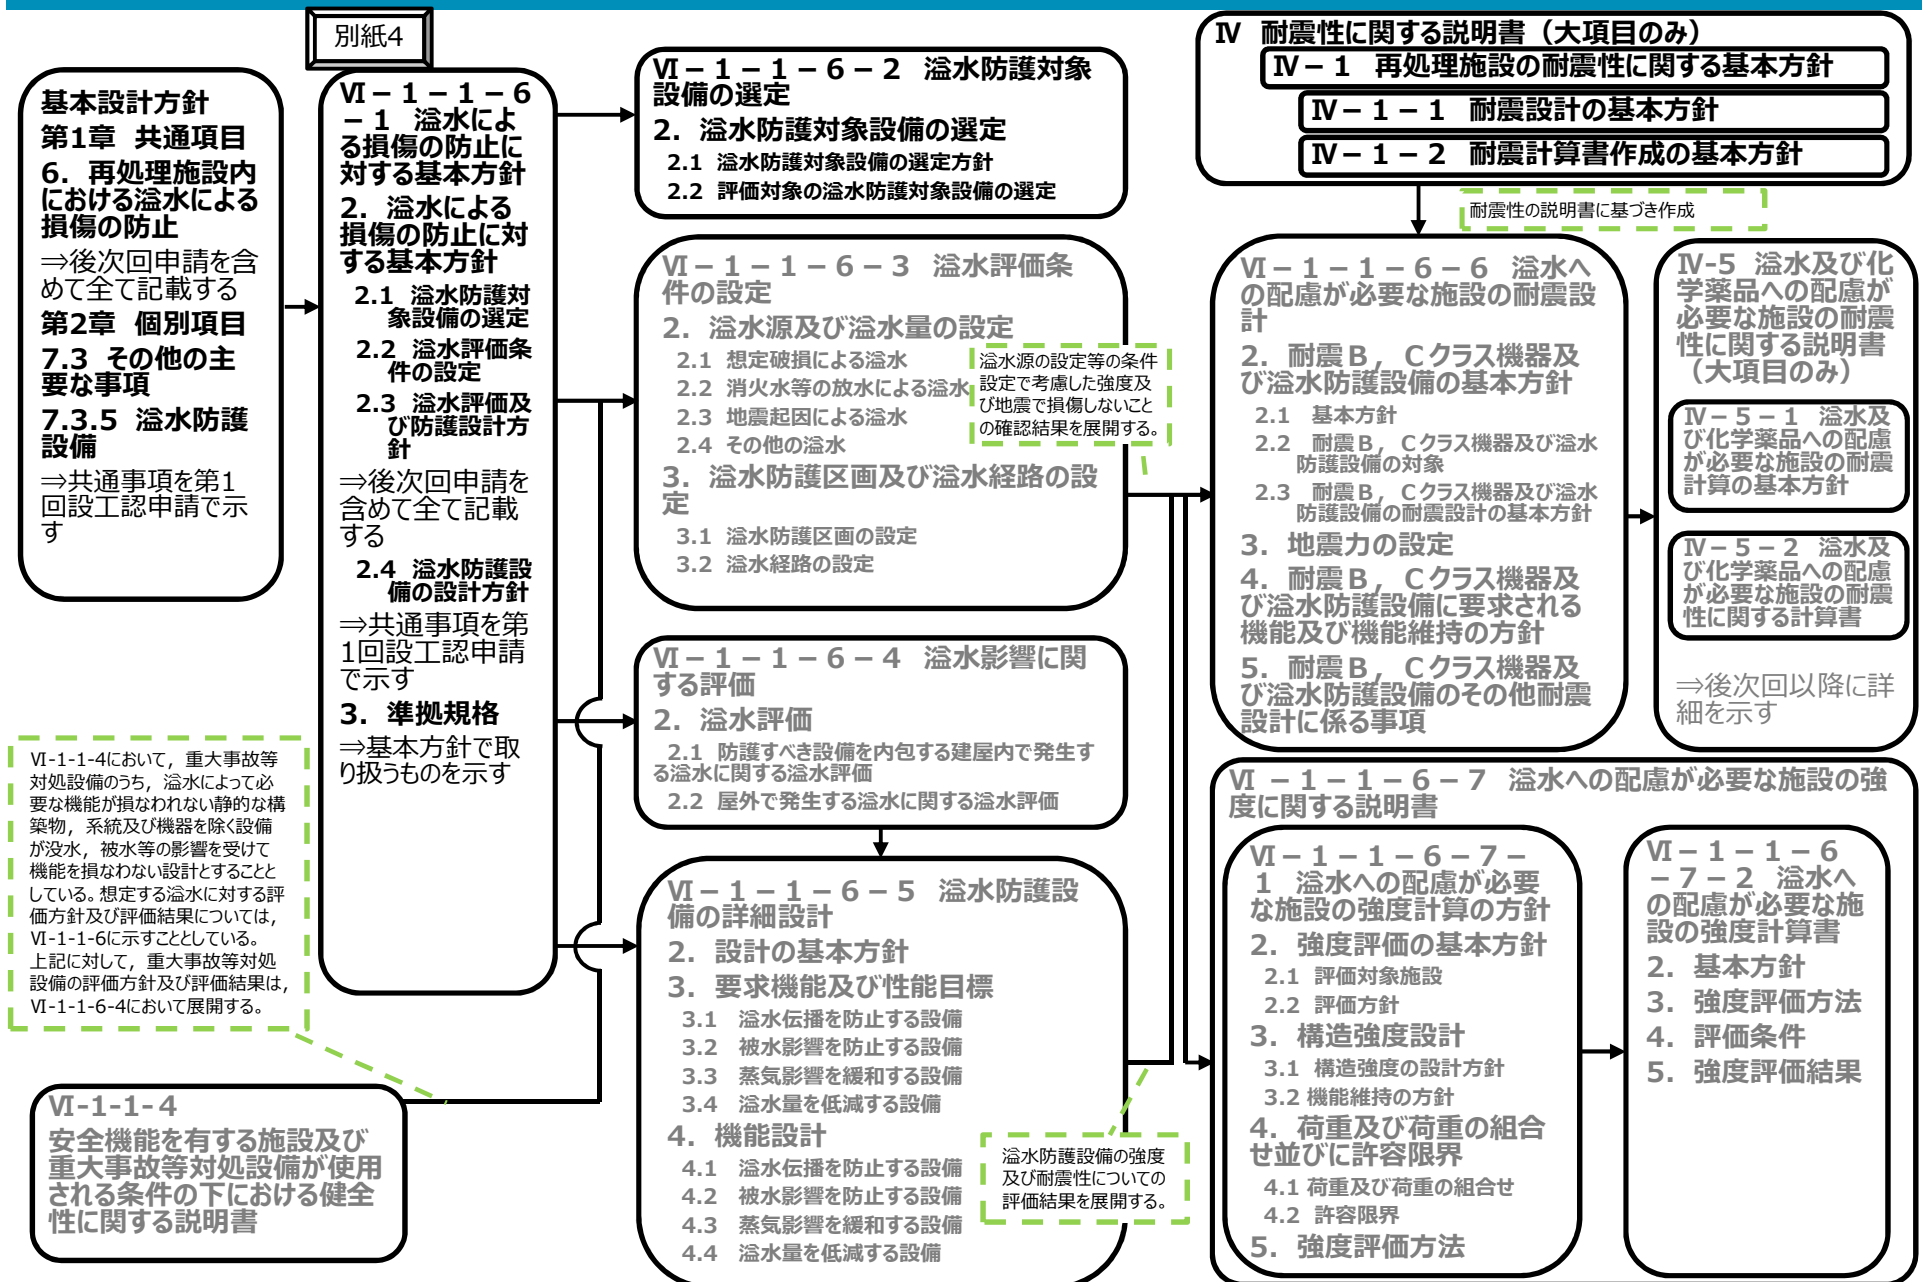 別紙4
基本設計方針
第1章 共通項目
6. 再処理施設内
における溢水による
損傷の防止
⇒後次回申請を含
めて全て記載する
第2章 個別項目
7.3 その他の主
要な事項
7.3.5 溢水防護
設備
⇒共通事項を第1
回設工認申請で示
す
Ⅵ－1－1－6
－1 溢水によ
る損傷の防止に
対する基本方針
2. 溢水による
損傷の防止に対
する基本方針
2.1 溢水防護対
象設備の選定
2.2 溢水評価条
件の設定
2.3 溢水評価及
び防護設計方
針
⇒後次回申請を
含めて全て記載
する
2.4 溢水防護設
備の設計方針
⇒共通事項を第
1回設工認申請
で示す
3. 準拠規格
⇒基本方針で取
り扱うものを示す
Ⅵ-1-1-4において，重大事故等
対処設備のうち，溢水によって必
要な機能が損なわれない静的な構
築物，系統及び機器を除く設備
が没水，被水等の影響を受けて
機能を損なわない設計とすることと
している。想定する溢水に対する評
価方針及び評価結果については，
Ⅵ-1-1-6に示すこととしている。
上記に対して，重大事故等対処
設備の評価方針及び評価結果は，
Ⅵ-1-1-6-4において展開する。
Ⅵ-1-1-4
安全機能を有する施設及び
重大事故等対処設備が使用
される条件の下における健全
性に関する説明書
Ⅵ－1－1－6－2 溢水防護対象
設備の選定
2. 溢水防護対象設備の選定
2.1 溢水防護対象設備の選定方針
2.2 評価対象の溢水防護対象設備の選定
Ⅵ－1－1－6－3 溢水評価条
件の設定
2. 溢水源及び溢水量の設定
2.1 想定破損による溢水
2.2 消火水等の放水による溢水
2.3 地震起因による溢水
2.4 その他の溢水
3. 溢水防護区画及び溢水経路の設
定
3.1 溢水防護区画の設定
3.2 溢水経路の設定
溢水源の設定等の条件
設定で考慮した強度及
び地震で損傷しないこと
の確認結果を展開する。
Ⅵ－1－1－6－4 溢水影響に関
する評価
2. 溢水評価
2.1 防護すべき設備を内包する建屋内で発生す
る溢水に関する溢水評価
2.2 屋外で発生する溢水に関する溢水評価
Ⅵ－1－1－6－5 溢水防護設
備の詳細設計
2. 設計の基本方針
3. 要求機能及び性能目標
3.1 溢水伝播を防止する設備
3.2 被水影響を防止する設備
3.3 蒸気影響を緩和する設備
3.4 溢水量を低減する設備
4. 機能設計
4.1 溢水伝播を防止する設備
4.2 被水影響を防止する設備
4.3 蒸気影響を緩和する設備
4.4 溢水量を低減する設備
溢水防護設備の強度
及び耐震性についての
評価結果を展開する。
Ⅳ 耐震性に関する説明書（大項目のみ）
Ⅳ－1 再処理施設の耐震性に関する基本方針
Ⅳ－1－1 耐震設計の基本方針
Ⅳ－1－2 耐震計算書作成の基本方針
耐震性の説明書に基づき作成
Ⅵ－1－1－6－6 溢水へ
の配慮が必要な施設の耐震設
計
2. 耐震Ｂ，Ｃクラス機器及
び溢水防護設備の基本方針
2.1 基本方針
2.2 耐震Ｂ，Ｃクラス機器及び溢水
防護設備の対象
2.3 耐震Ｂ，Ｃクラス機器及び溢水
防護設備の耐震設計の基本方針
3. 地震力の設定
4. 耐震Ｂ，Ｃクラス機器及
び溢水防護設備に要求される
機能及び機能維持の方針
5. 耐震Ｂ，Ｃクラス機器及
び溢水防護設備のその他耐震
設計に係る事項
Ⅳ-5 溢水及び化
学薬品への配慮が
必要な施設の耐震
性に関する説明書
（大項目のみ）
Ⅳ－5－1 溢水及
び化学薬品への配慮
が必要な施設の耐震
計算の基本方針
Ⅳ－5－2 溢水及
び化学薬品への配慮
が必要な施設の耐震
性に関する計算書
⇒後次回以降に詳
細を示す
Ⅵ－1－1－6－7 溢水への配慮が必要な施設の強
度に関する説明書
Ⅵ－1－1－6－7－
1 溢水への配慮が必要
な施設の強度計算の方針
2. 強度評価の基本方針
2.1 評価対象施設
2.2 評価方針
3. 構造強度設計
3.1 構造強度の設計方針
3.2 機能維持の方針
4. 荷重及び荷重の組合
せ並びに許容限界
4.1 荷重及び荷重の組合せ
4.2 許容限界
5. 強度評価方法
Ⅵ－1－1－6
－7－2 溢水へ
の配慮が必要な施
設の強度計算書
2. 基本方針
3. 強度評価方法
4. 評価条件
5. 強度評価結果